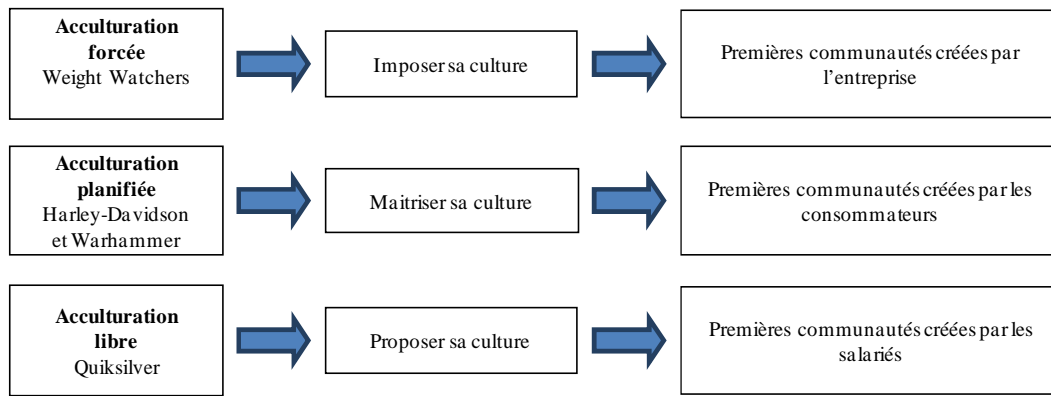 Acculturation
forcée
Weight Watchers
Imposer sa culture
Premières communautés créées par
l'entreprise
Acculturation
planifiée
Harley-Davidson
et Warhammer
Maitriser sa culture
Premières communautés créées par les
consommateurs
Acculturation
libre
Quiksilver
Proposer sa culture
Premières communautés créées par les
salariés